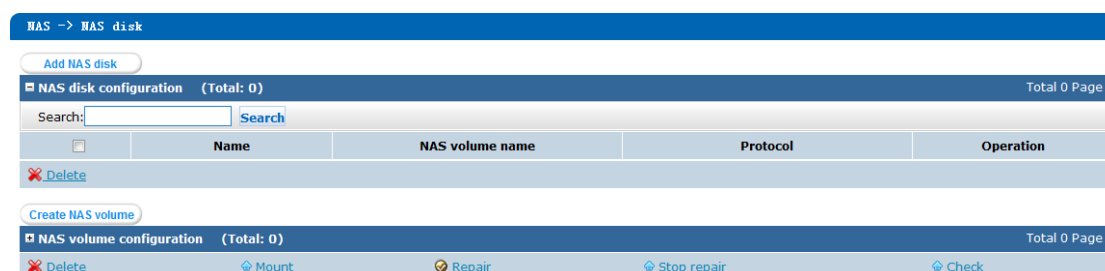 NAS -> NAS disk
Add NAS disk
NAS disk configuration (Total: 0) Total 0 Page
Search: Search
Name NAS volume name Protocol Operation
Delete
Create NAS volume
NAS volume configuration (Total: 0) Total 0 Page
Delete Mount Repair Stop repair Check